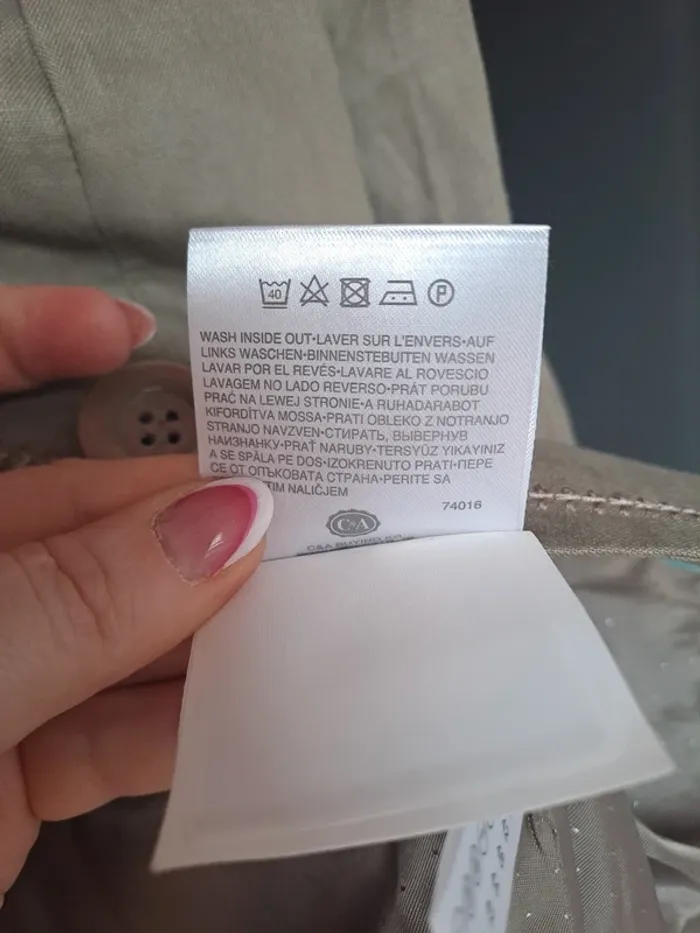 40
P
WASH INSIDE OUT•LAVER SUR L'ENVERS•AUF
LINKS WASCHEN•BINNENSTEBUITEN WASSEN
LAVAR POR EL REVÉS•LAVARE AL ROVESCIO
LAVAGEM NO LADO REVERSO•PRÁT PORUBU
PRAĆ NA LEWEJ STRONIE•A RUHADARABOT
KIFORDÍTVA MOSSA•PRATI OBLEKO Z NOTRANJO
STRANJO NAVZVEN•СТИРАТЬ, ВЫВЕРНУВ
НАИЗНАНКУ•PRAŤ NARUBY•TERSYÜZ YIKAYINIZ
A SE SPĂLA PE DOS•IZOKRENUTO PRATI•ПЕРЕ
СЕ ОТ ОПЪКОВАТА СТРАНА•PERITE SA
TIM NALIČJEM
74016
C&A
C&A BUYING